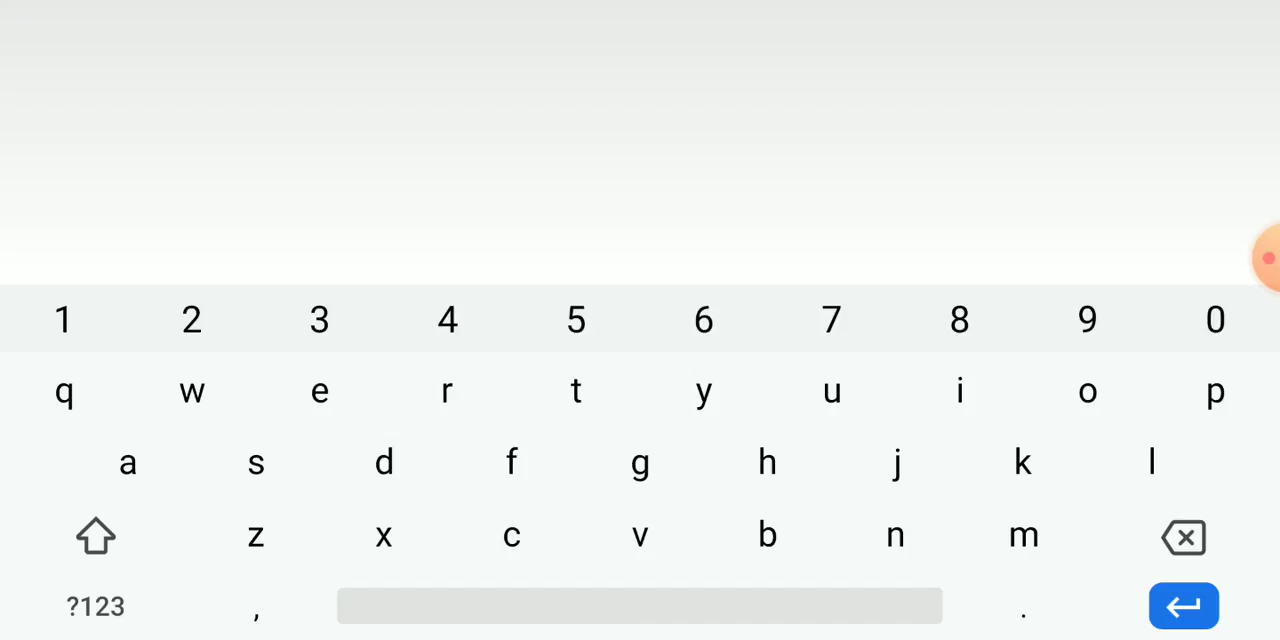 1 2 3 4 5 6 7 8 9 0
q w e r t y u i o p
a s d f g h j k l
z x c v b n m
?123 , .